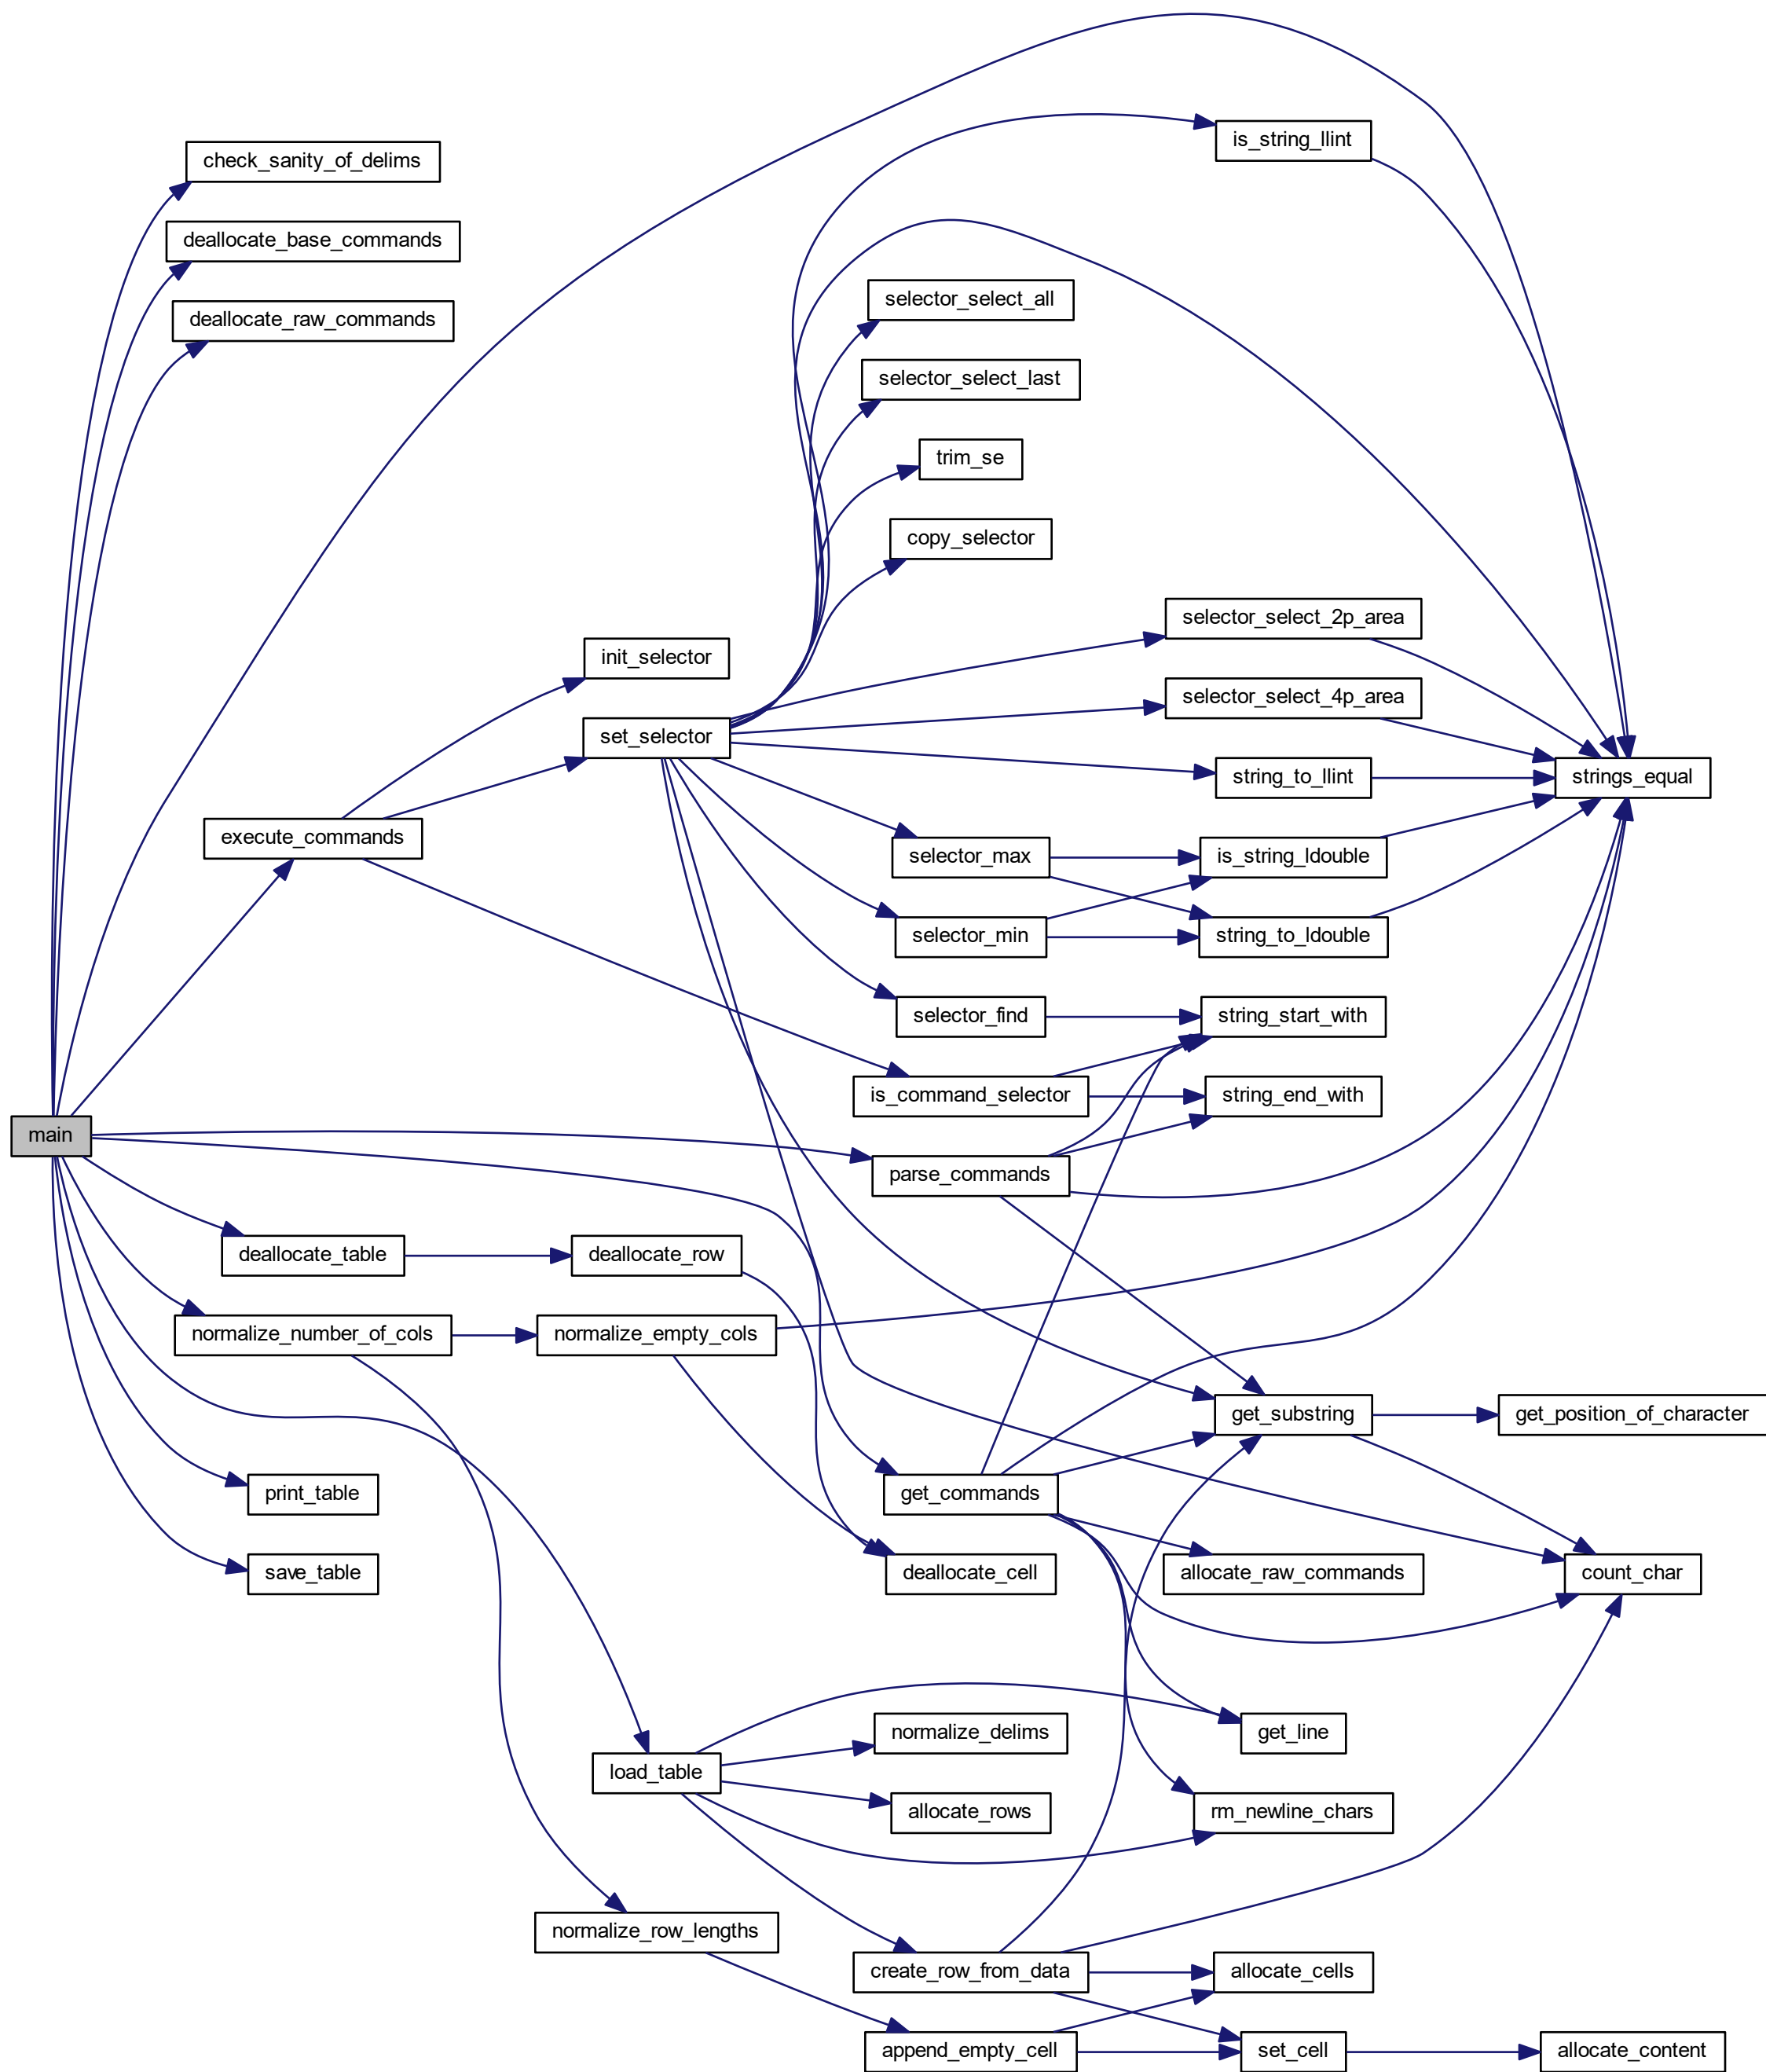 check_sanity_of_delims
is_string_llint
deallocate_base_commands
deallocate_raw_commands
selector_select_all
selector_select_last
trim_se
copy_selector
selector_select_2p_area
init_selector
selector_select_4p_area
set_selector
string_to_llint
strings_equal
execute_commands
selector_max
is_string_ldouble
selector_min
string_to_ldouble
selector_find
string_start_with
is_command_selector
string_end_with
main
parse_commands
deallocate_table
deallocate_row
normalize_number_of_cols
normalize_empty_cols
get_substring
get_position_of_character
print_table
get_commands
save_table
deallocate_cell
allocate_raw_commands
count_char
normalize_delims
get_line
load_table
allocate_rows
rm_newline_chars
normalize_row_lengths
create_row_from_data
allocate_cells
append_empty_cell
set_cell
allocate_content